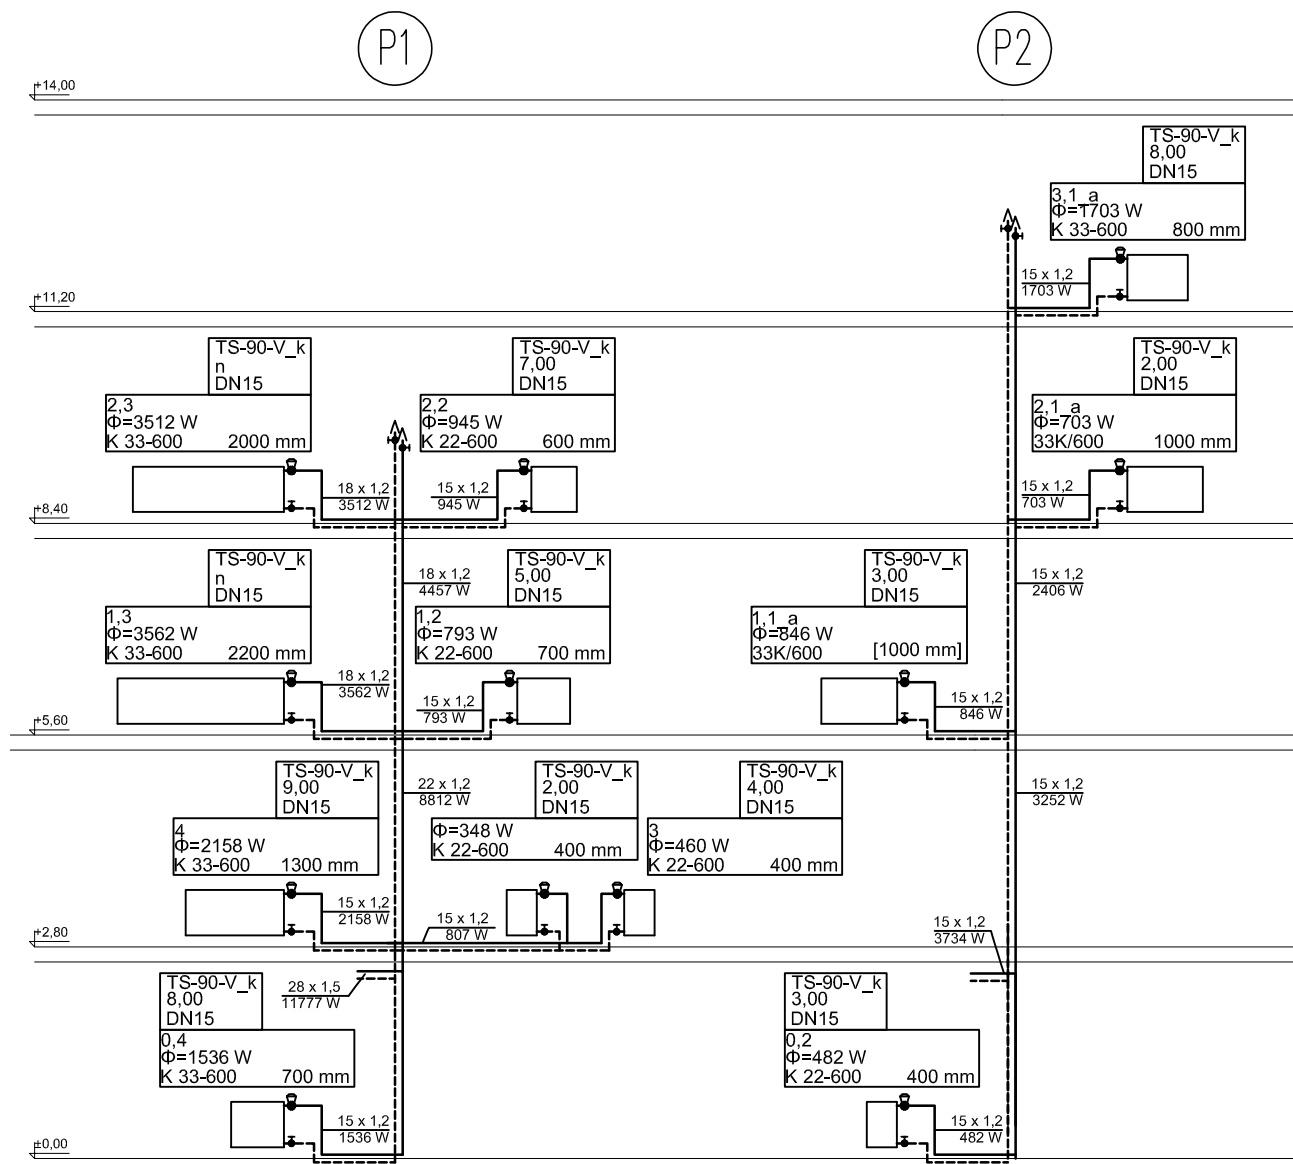 P1
P2
+14,00
TS-90-V_k
8,00
DN15
3,1_a
Φ=1703 W
K 33-600 800 mm
15 x 1,2
1703 W
+11,20
TS-90-V_k
n
DN15
2,3
Φ=3512 W
K 33-600 2000 mm
TS-90-V_k
7,00
DN15
2,2
Φ=945 W
K 22-600 600 mm
TS-90-V_k
2,00
DN15
2,1_a
Φ=703 W
33K/600 1000 mm
18 x 1,2
3512 W
15 x 1,2
945 W
15 x 1,2
703 W
+8,40
TS-90-V_k
n
DN15
1,3
Φ=3562 W
K 33-600 2200 mm
18 x 1,2
4457 W
TS-90-V_k
5,00
DN15
1,2
Φ=793 W
K 22-600 700 mm
TS-90-V_k
3,00
DN15
1,1_a
Φ=846 W
33K/600 [1000 mm]
15 x 1,2
2406 W
18 x 1,2
3562 W
15 x 1,2
793 W
15 x 1,2
846 W
+5,60
TS-90-V_k
9,00
DN15
4
Φ=2158 W
K 33-600 1300 mm
22 x 1,2
8812 W
TS-90-V_k
2,00
DN15
Φ=348 W
K 22-600 400 mm
TS-90-V_k
4,00
DN15
3
Φ=460 W
K 22-600 400 mm
15 x 1,2
3252 W
15 x 1,2
2158 W
15 x 1,2
807 W
15 x 1,2
3734 W
+2,80
TS-90-V_k
8,00
DN15
0,4
Φ=1536 W
K 33-600 700 mm
28 x 1,5
11777 W
TS-90-V_k
3,00
DN15
0,2
Φ=482 W
K 22-600 400 mm
15 x 1,2
1536 W
15 x 1,2
482 W
±0,00